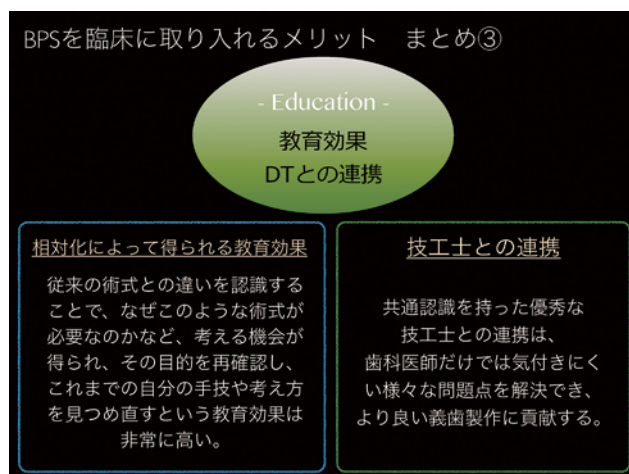 BPSを臨床に取り入れるメリット　まとめ③
- Education -
教育効果
DTとの連携
相対化によって得られる教育効果
従来の術式との違いを認識する
ことで、なぜこのような術式が
必要なのかなど、考える機会が
得られ、その目的を再確認し、
これまでの自分の手技や考え方
を見つめ直すという教育効果は
非常に高い。
技工士との連携
共通認識を持った優秀な
技工士との連携は、
歯科医師だけでは気付きにく
い様々な問題点を解決でき、
より良い義歯製作に貢献する。